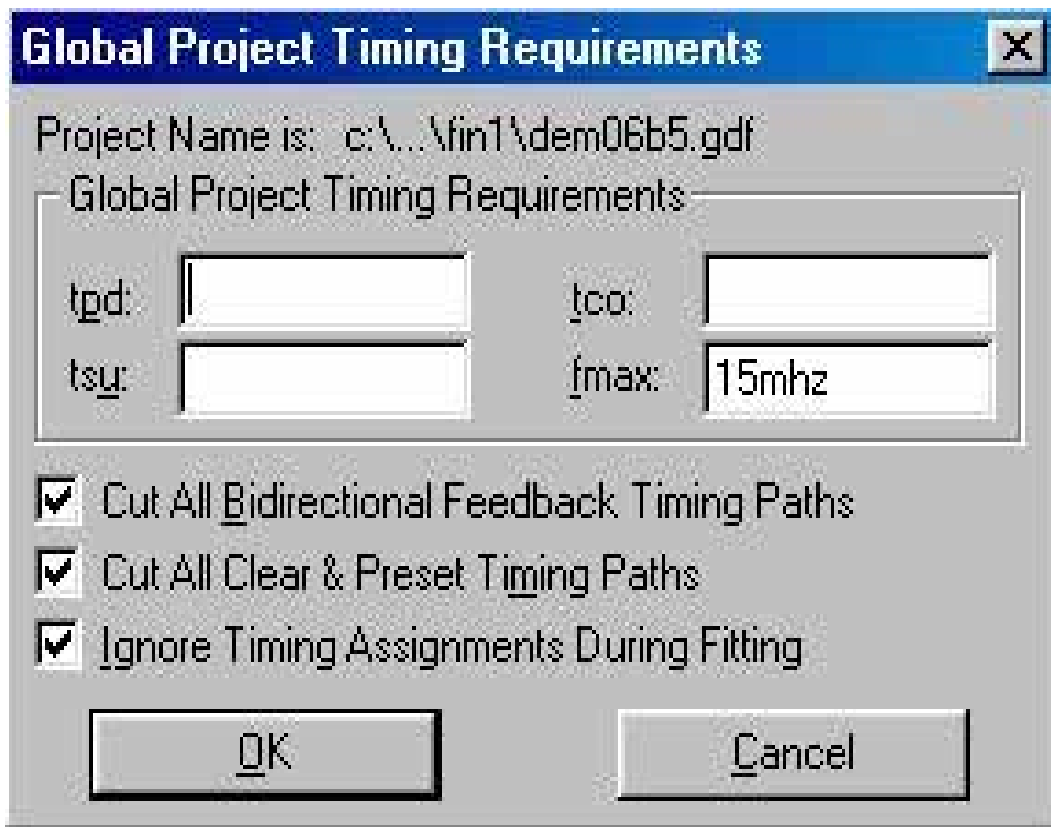 Global Project Timing Requirements
Project Name is: c:\...\fin1\dem06b5.gdf
Global Project Timing Requirements
tpd: tco:
tsu: fmax: 15mhz
Cut All Bidirectional Feedback Timing Paths
Cut All Clear & Preset Timing Paths
Ignore Timing Assignments During Fitting
OK Cancel